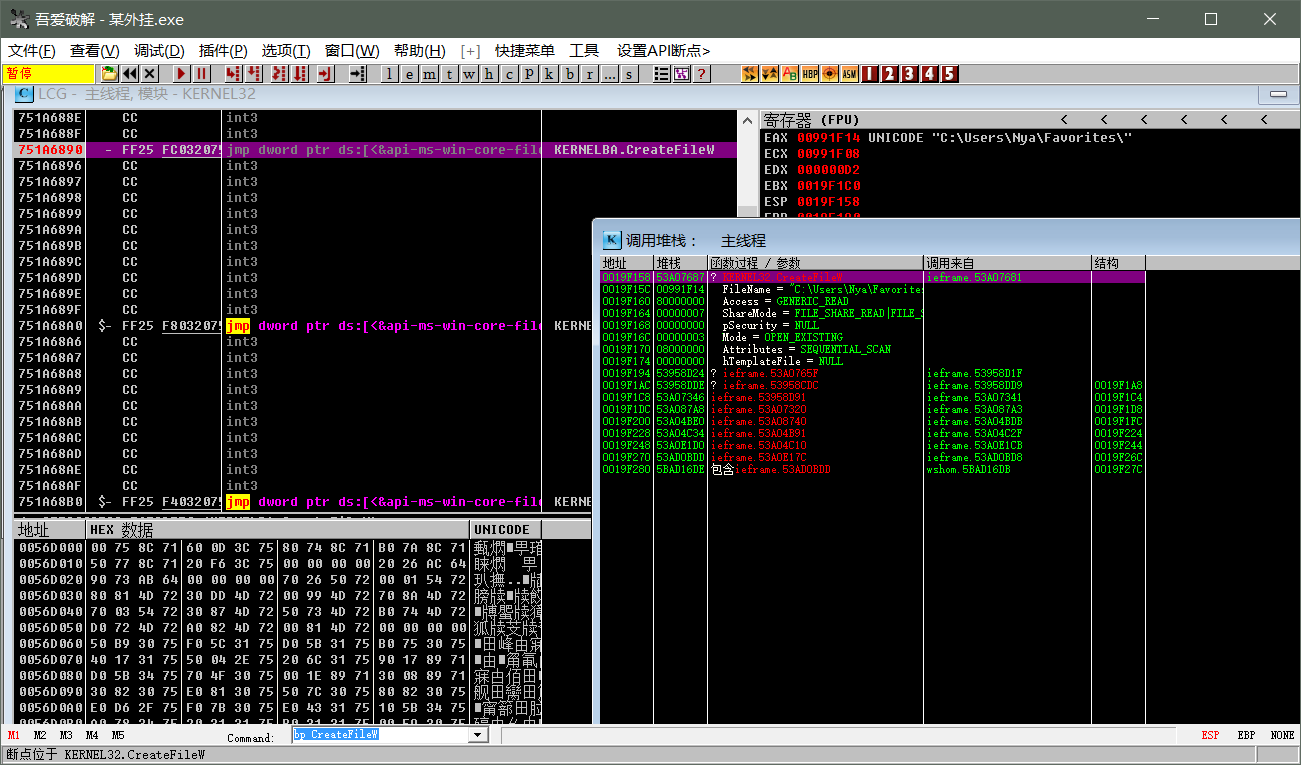 吾爱破解 - 某外挂.exe
文件(F) 查看(V) 调试(D) 插件(P) 选项(T) 窗口(W) 帮助(H) [+] 快捷菜单 工具 设置API断点>
暂停 l e m t w h c p k b r ... s ? HBP ASM 1 2 3 4 5
C LCG - 主线程, 模块 - KERNEL32
751A688E CC int3
751A688F CC int3
751A6890 - FF25 FC03207 jmp dword ptr ds:[<&api-ms-win-core-file KERNELBA.CreateFileW
751A6896 CC int3
751A6897 CC int3
751A6898 CC int3
751A6899 CC int3
751A689A CC int3
751A689B CC int3
751A689C CC int3
751A689D CC int3
751A689E CC int3
751A689F CC int3
751A68A0 $- FF25 F803207 jmp dword ptr ds:[<&api-ms-win-core-file KERNE
751A68A6 CC int3
751A68A7 CC int3
751A68A8 CC int3
751A68A9 CC int3
751A68AA CC int3
751A68AB CC int3
751A68AC CC int3
751A68AD CC int3
751A68AE CC int3
751A68AF CC int3
751A68B0 $- FF25 F403207 jmp dword ptr ds:[<&api-ms-win-core-file KERNE
寄存器 (FPU) < < < < < <
EAX 00991F14 UNICODE "C:\Users\Nya\Favorites\"
ECX 00991F08
EDX 000000D2
EBX 0019F1C0
ESP 0019F158
K 调用堆栈： 主线程
地址 堆栈 函数过程 / 参数 调用来自 结构
0019F158 53A07687 ? KERNEL32.CreateFileW ieframe.53A07681
0019F15C 00991F14 FileName = "C:\Users\Nya\Favorites
0019F160 80000000 Access = GENERIC_READ
0019F164 00000007 ShareMode = FILE_SHARE_READ|FILE_S
0019F168 00000000 pSecurity = NULL
0019F16C 00000003 Mode = OPEN_EXISTING
0019F170 08000000 Attributes = SEQUENTIAL_SCAN
0019F174 00000000 hTemplateFile = NULL
0019F194 53958D24 ? ieframe.53A0765F ieframe.53958D1F
0019F1AC 53958DDE ? ieframe.53958CDC ieframe.53958DD9 0019F1A8
0019F1C8 53A07346 ieframe.53958D91 ieframe.53A07341 0019F1C4
0019F1DC 53A087A8 ieframe.53A07320 ieframe.53A087A3 0019F1D8
0019F200 53A04BE0 ieframe.53A08740 ieframe.53A04BDB 0019F1FC
0019F228 53A04C34 ieframe.53A04B91 ieframe.53A04C2F 0019F224
0019F248 53A0E1D0 ieframe.53A04C10 ieframe.53A0E1CB 0019F244
0019F270 53AD0BDD ieframe.53A0E17C ieframe.53AD0BD8 0019F26C
0019F280 5BAD16DE 包含ieframe.53AD0BDD wshom.5BAD16DB 0019F27C
地址 HEX 数据 UNICODE
0056D000 00 75 8C 71 60 0D 3C 75 80 74 8C 71 B0 7A 8C 71
0056D010 50 77 8C 71 20 F6 3C 75 00 00 00 00 20 26 AC 64
0056D020 90 73 AB 64 00 00 00 00 70 26 50 72 00 01 54 72
0056D030 80 81 4D 72 30 DD 4D 72 00 99 4D 72 70 8A 4D 72
0056D040 70 03 54 72 30 87 4D 72 50 73 4D 72 B0 74 4D 72
0056D050 D0 72 4D 72 A0 82 4D 72 00 81 4D 72 00 00 00 00
0056D060 50 B9 30 75 F0 5C 31 75 D0 5B 31 75 B0 75 30 75
0056D070 40 17 31 75 50 04 2E 75 20 6C 31 75 90 17 89 71
0056D080 D0 5B 34 75 70 4F 30 75 00 1E 89 71 30 08 89 71
0056D090 30 82 30 75 E0 81 30 75 50 7C 30 75 80 82 30 75
0056D0A0 E0 D6 2F 75 F0 7B 30 75 E0 43 31 75 10 5B 34 75
M1 M2 M3 M4 M5 Command: bp CreateFileW ESP EBP NONE
断点位于 KERNEL32.CreateFileW